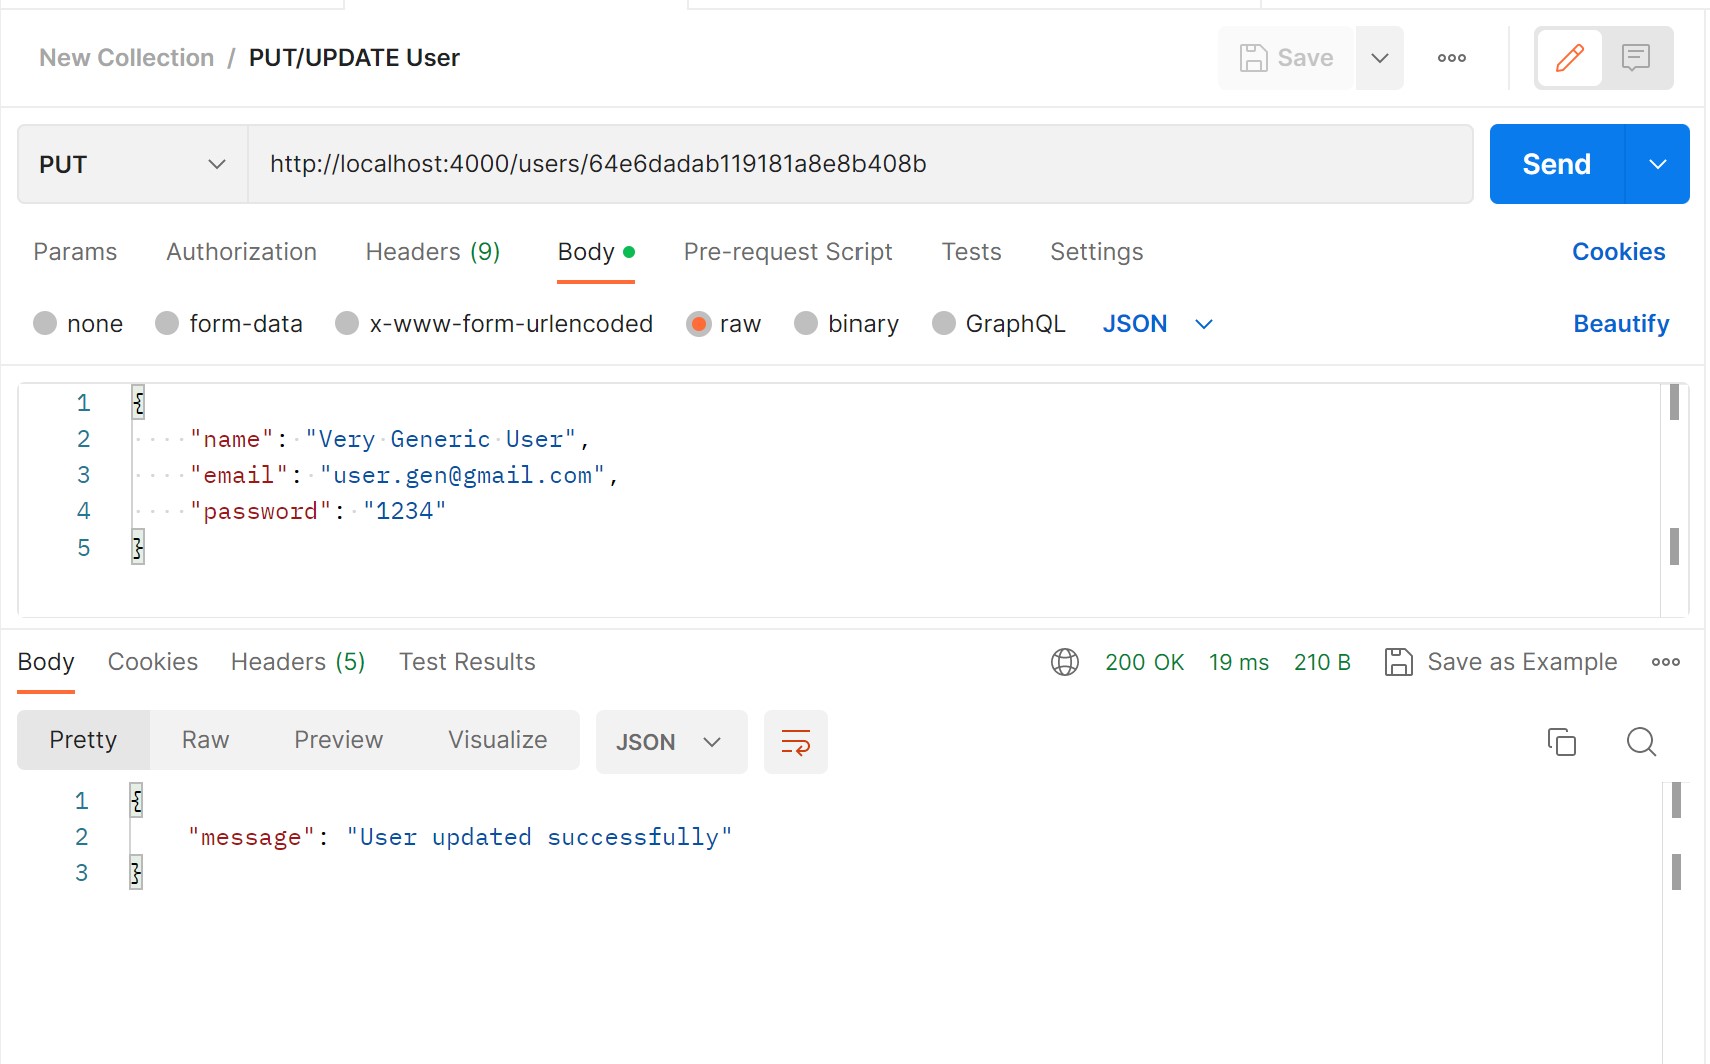 New Collection / PUT/UPDATE User
Save
PUT
http://localhost:4000/users/64e6dadab119181a8e8b408b
Send
Params Authorization Headers (9) Body Pre-request Script Tests Settings Cookies
none form-data x-www-form-urlencoded raw binary GraphQL JSON Beautify
1 {
2 "name": "Very Generic User",
3 "email": "user.gen@gmail.com",
4 "password": "1234"
5 }
Body Cookies Headers (5) Test Results 200 OK 19 ms 210 B Save as Example
Pretty Raw Preview Visualize JSON
1 {
2 "message": "User updated successfully"
3 }